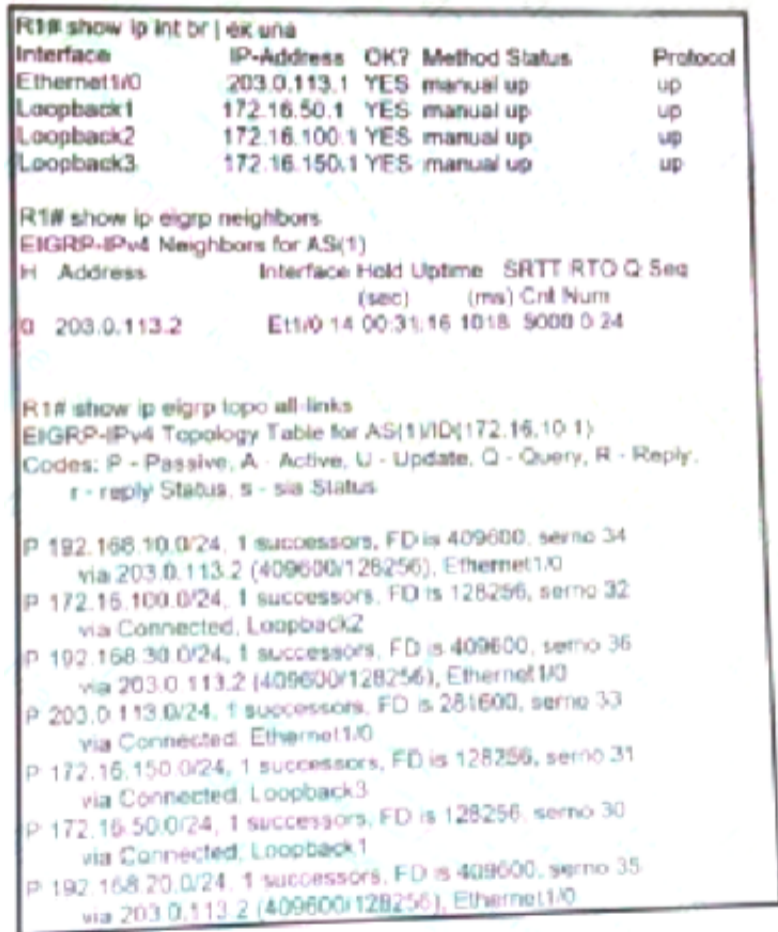 R1# show ip int br | ex una
Interface IP-Address OK? Method Status Protocol
Ethernet1/0 203.0.113.1 YES manual up up
Loopback1 172.16.50.1 YES manual up up
Loopback2 172.16.100.1 YES manual up up
Loopback3 172.16.150.1 YES manual up up
R1# show ip eigrp neighbors
EIGRP-IPv4 Neighbors for AS(1)
H Address Interface Hold Uptime SRTT RTO Q Seq
(sec) (ms) Cnt Num
0 203.0.113.2 Et1/0 14 00:31:16 1018 5000 0 24
R1# show ip eigrp topo all-links
EIGRP-IPv4 Topology Table for AS(1)/ID(172.16.10.1)
Codes: P - Passive, A - Active, U - Update, Q - Query, R - Reply,
r - reply Status, s - sia Status
P 192.168.10.0/24, 1 successors, FD is 409600, serno 34
via 203.0.113.2 (409600/128256), Ethernet1/0
P 172.16.100.0/24, 1 successors, FD is 128256, serno 32
via Connected, Loopback2
P 192.168.30.0/24, 1 successors, FD is 409600, serno 36
via 203.0.113.2 (409600/128256), Ethernet1/0
P 203.0.113.0/24, 1 successors, FD is 281600, serno 33
via Connected, Ethernet1/0
P 172.16.150.0/24, 1 successors, FD is 128256, serno 31
via Connected, Loopback3
P 172.16.50.0/24, 1 successors, FD is 128256, serno 30
via Connected, Loopback1
P 192.168.20.0/24, 1 successors, FD is 409600, serno 35
via 203.0.113.2 (409600/128256), Ethernet1/0